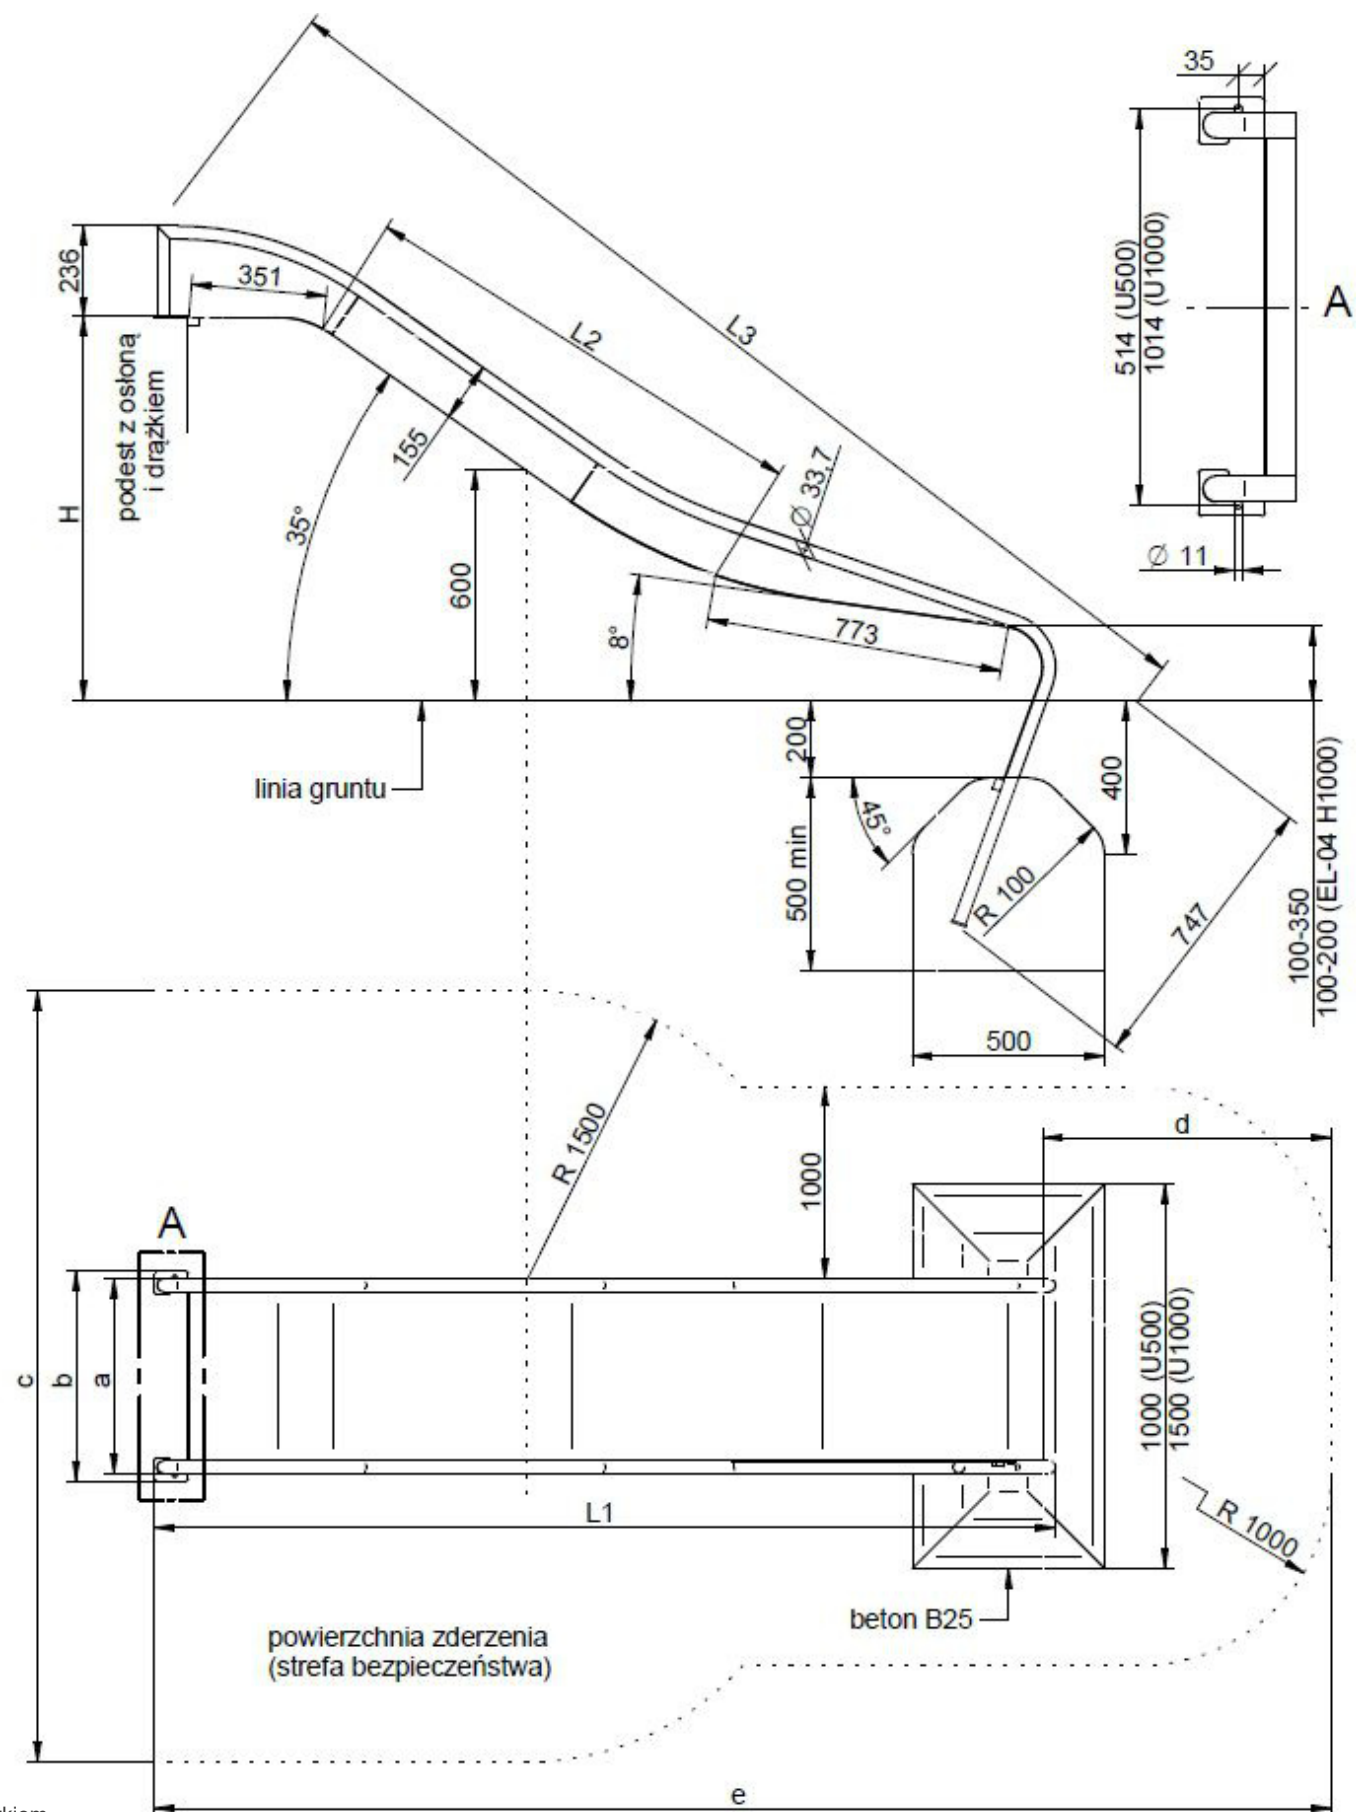 35
514 (U500)
1014 (U1000)
A
Ø 11
236
351
L2
L3
podest z osłoną
i drążkiem
155
H
35°
600
Ø 33,7
8°
773
linia gruntu
200
400
45°
500 min
R 100
747
100-350
100-200 (EL-04 H1000)
500
R 1500
1000
d
A
c
b
a
1000 (U500)
1500 (U1000)
L1
R 1000
beton B25
powierzchnia zderzenia
(strefa bezpieczeństwa)
e